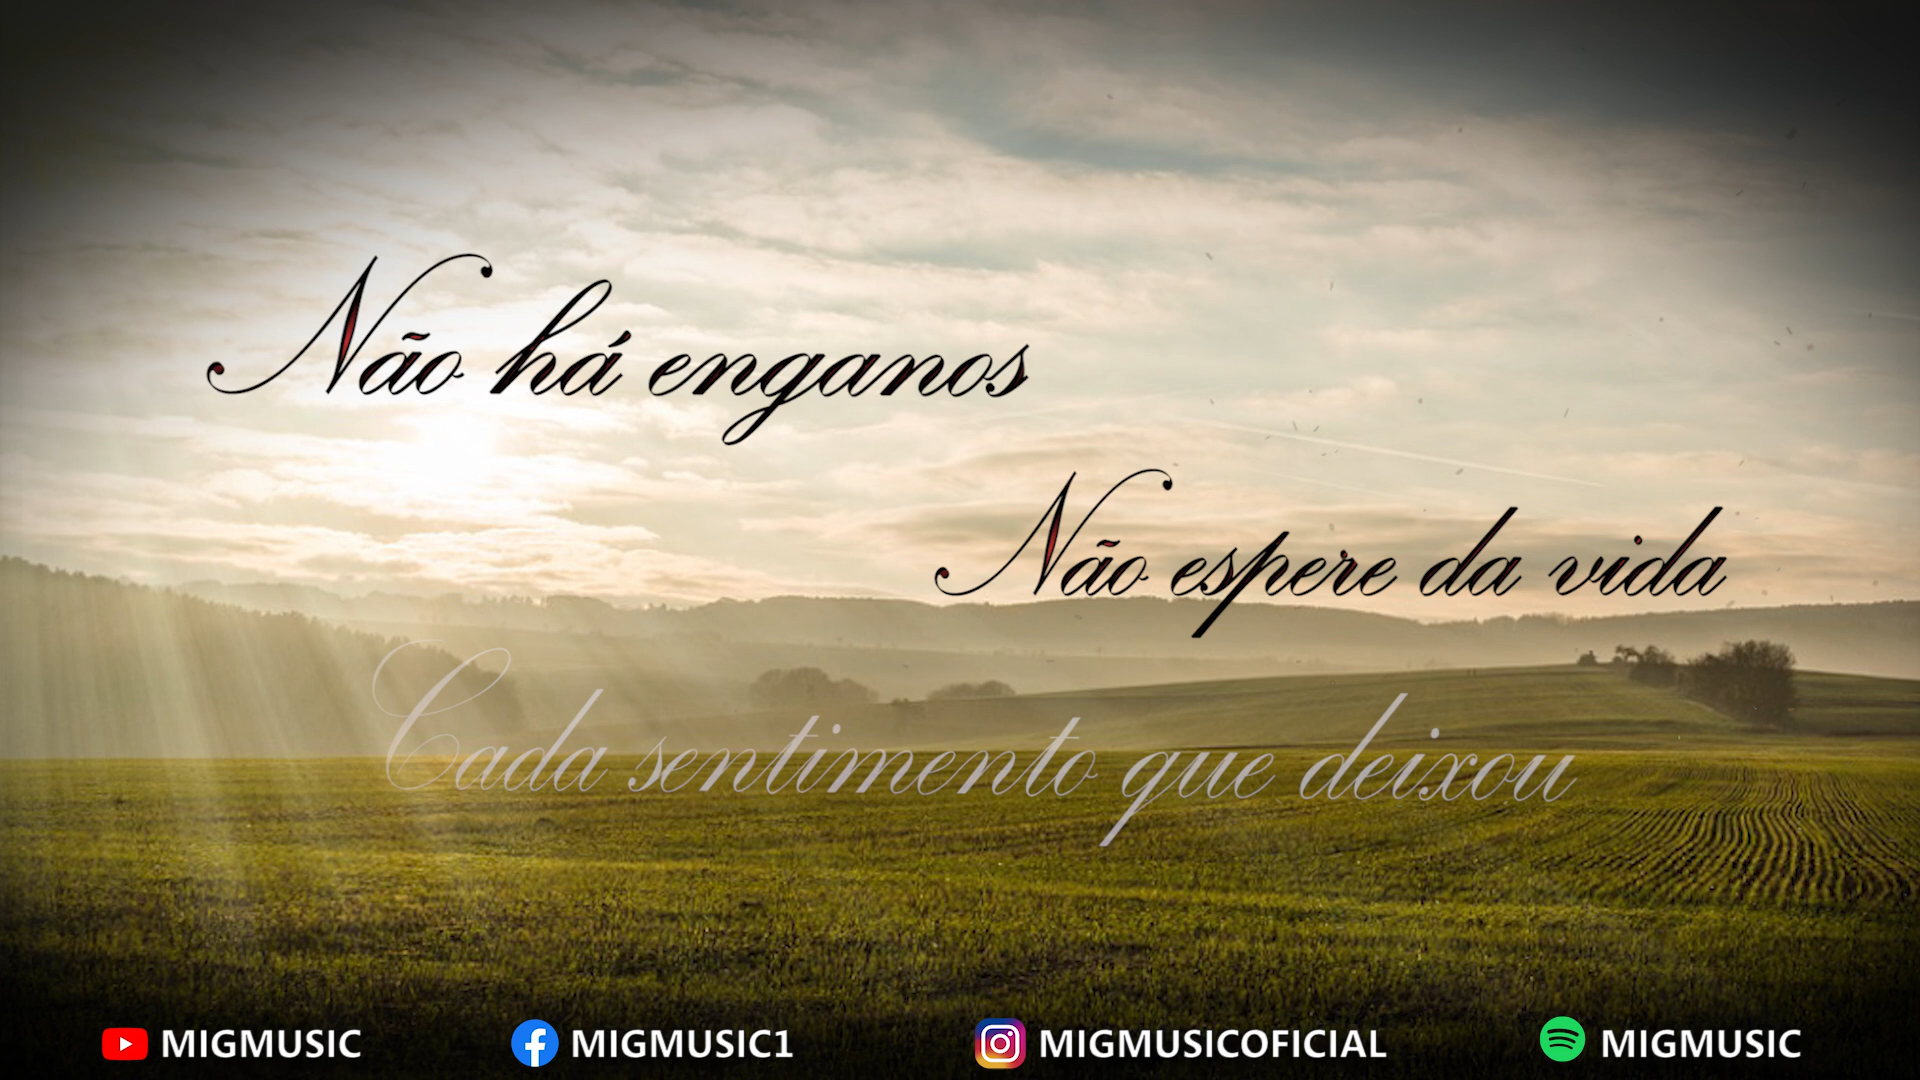 Não há enganos
Não espere da vida
Cada sentimento que deixou
MIGMUSIC MIGMUSIC1 MIGMUSICOFICIAL MIGMUSIC